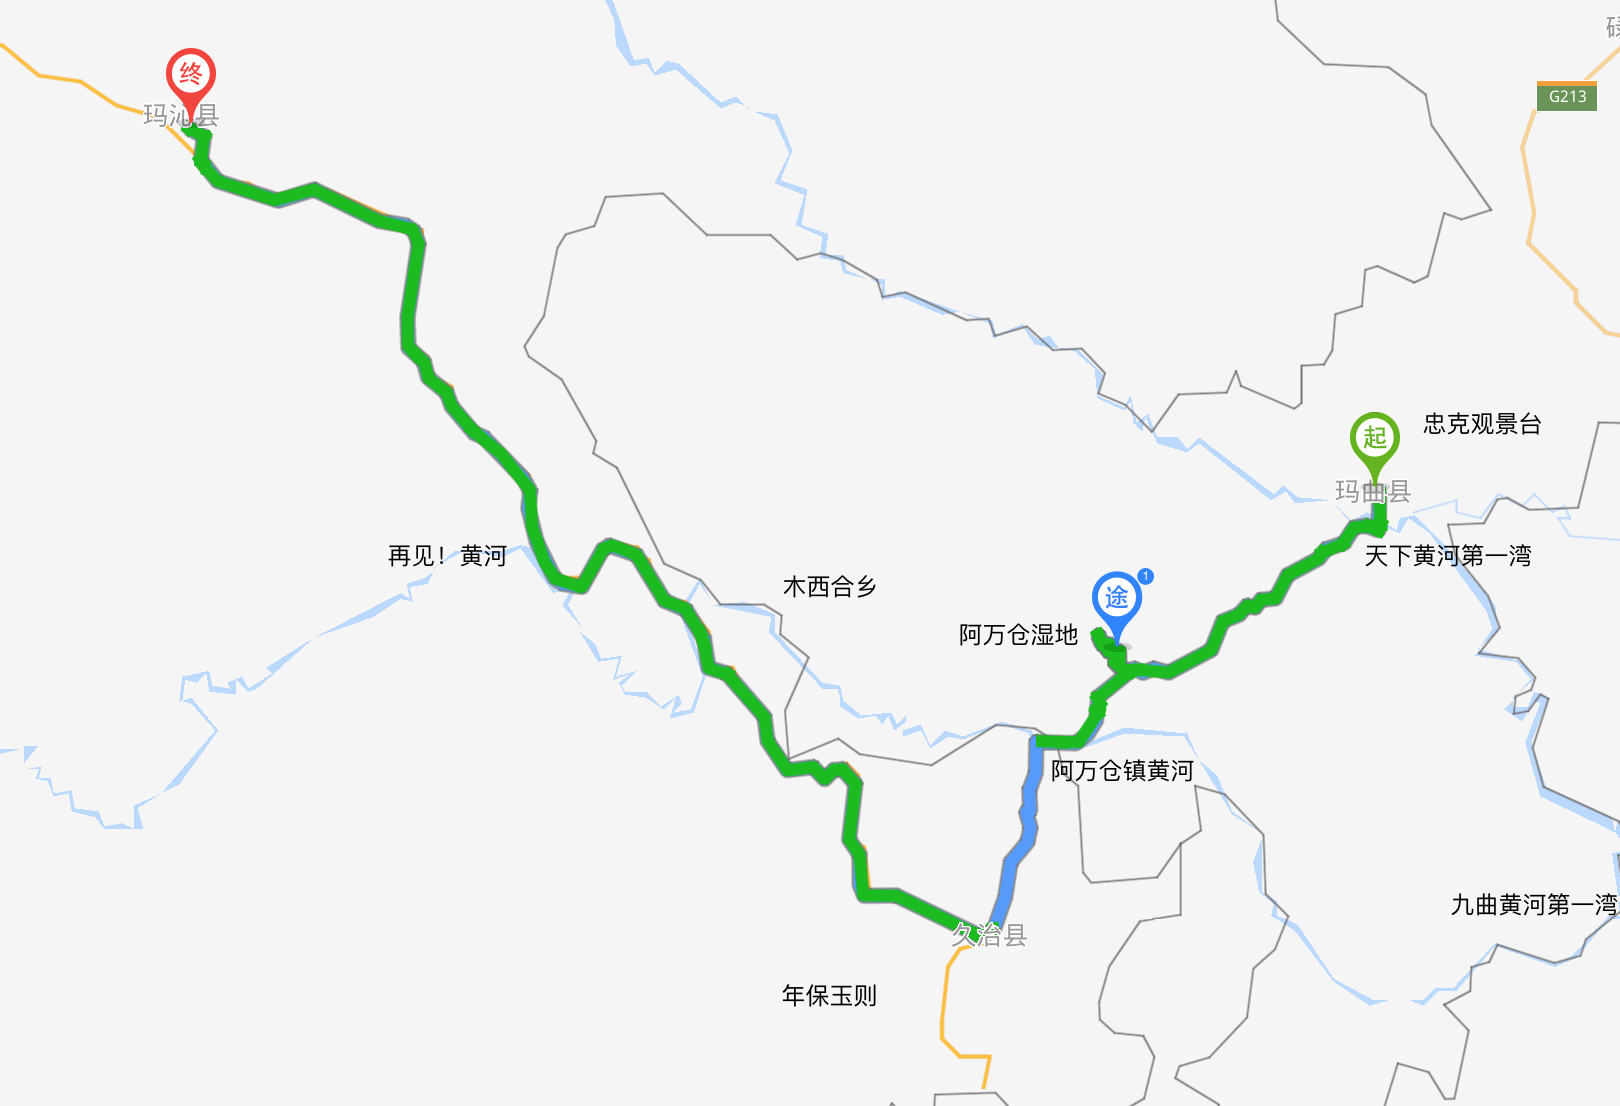 碌
终
玛沁县
G213
忠克观景台
起
玛曲县
再见！黄河
天下黄河第一湾
木西合乡
1
途
阿万仓湿地
阿万仓镇黄河
九曲黄河第一湾
久治县
年保玉则